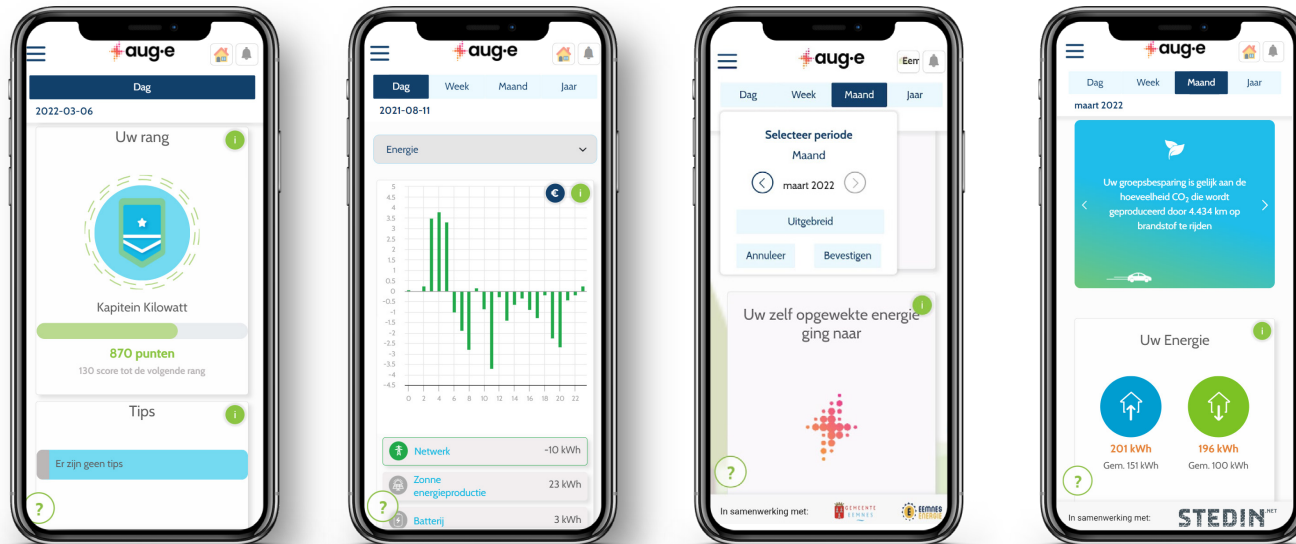 aug·e
Dag
2022-03-06
Uw rang
i
Kapitein Kilowatt
870 punten
130 score tot de volgende rang
Tips
i
Er zijn geen tips
?
aug·e
Dag Week Maand Jaar
2021-08-11
Energie
€ i
5
4.5
4
3.5
3
2.5
2
1.5
1
0.5
0
-0.5
-1
-1.5
-2
-2.5
-3
-3.5
-4
-4.5
0 2 4 6 8 10 12 14 16 18 20 22
Netwerk -10 kWh
Zonne
energieproductie 23 kWh
Batterij 3 kWh
?
aug·e
Eem
Dag Week Maand Jaar
Selecteer periode
Maand
maart 2022
Uitgebreid
Annuleer Bevestigen
i
Uw zelf opgewekte energie
ging naar
?
In samenwerking met:
GEMEENTE
EEMNES
EEMNES
ENERGIE
aug·e
Dag Week Maand Jaar
maart 2022
Uw groepsbesparing is gelijk aan de
hoeveelheid CO₂ die wordt
geproduceerd door 4.434 km op
brandstof te rijden
i
Uw Energie
201 kWh 196 kWh
Gem. 151 kWh Gem. 100 kWh
?
In samenwerking met:
STEDIN.NET